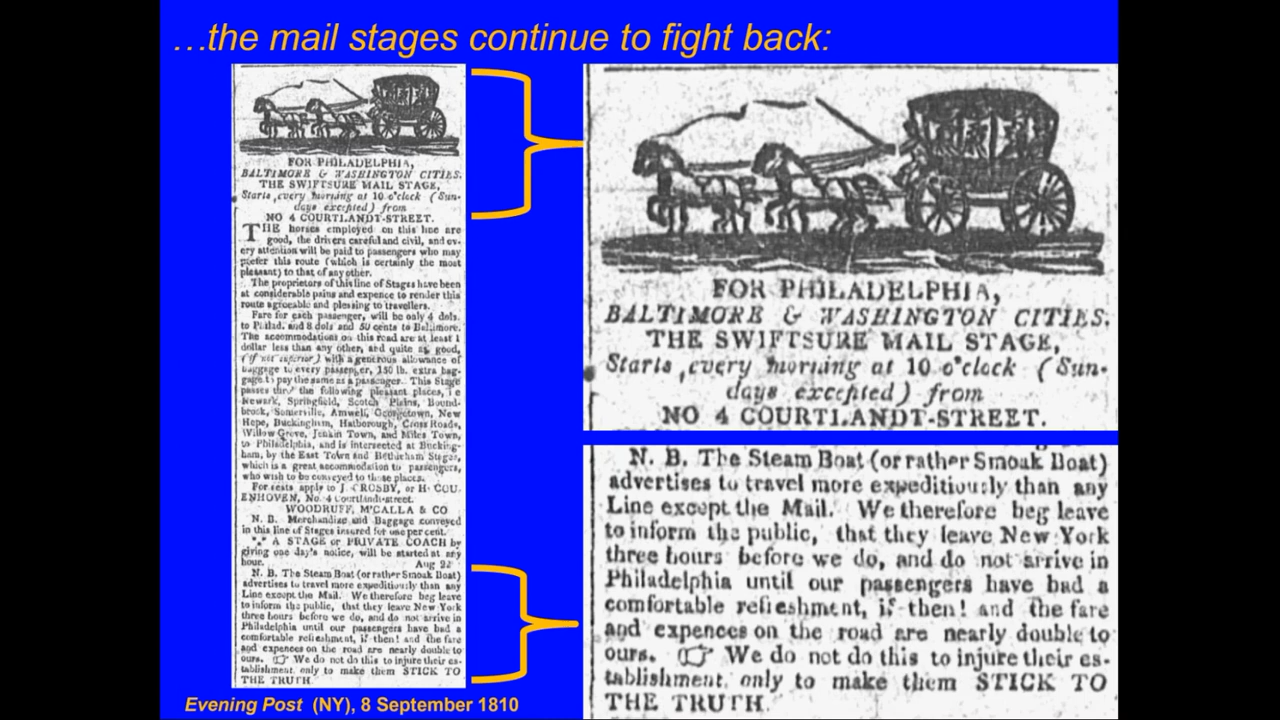 …the mail stages continue to fight back:
FOR PHILADELPHIA,
BALTIMORE & WASHINGTON CITIES.
THE SWIFTSURE MAIL STAGE,
Starts ,every morning at 10 o'clock (Sun-
days excepted) from
NO 4 COURTLANDT-STREET.
THE horses employed on this line are
good, the drivers careful and civil, and ev-
ery attention will be paid to passengers who may
prefer this route (which is certainly the most
pleasant) to that of any other.
The proprietors of this line of Stages have been
at considerable pains and expence to render this
route agreeable and plessing to travellers.
Fare for each passenger, will be only 4 dols.
to Philad. and 8 dols and 50 cents to Baltimore.
The accommodations on this road are at least 1
dollar less than any other, and quite as good,
(if not superior) with a generous allowance of
baggage to every passenger, 150 lb. extra bag-
gage to pay the same as a passenger. This Stage
passes thro' the following pleasant places, i e
Newark, Springfield, Scotch Plains, Bound-
brook, Somerville, Amwell, Georgetown, New
Hope, Buckingham, Hatborough, Cross Roads,
Willow Grove, Jenkin Town, and Miles Town,
to Philadelphia, and is intersected at Bucking-
ham, by the East Town and Bethlehem Stages,
which is a great accommodation to passengers,
who wish to be conveyed to those places.
For seats apply to J. CROSBY, or H. COU-
ENHOVEN, No. 4 Courtlandt-street.
WOODRUFF, M'CALLA & CO
N. B. Merchandize and Baggage conveyed
in this line of Stages insured for one per cent.
*,* A STAGE or PRIVATE COACH by
giving one day's notice, will be started at any
hour. Aug 22
N. B. The Steam Boat (or rather Smoak Boat)
advertises to travel more expeditiously than any
Line except the Mail. We therefore beg leave
to inform the public, that they leave New York
three hours before we do, and do not arrive in
Philadelphia until our passengers have bad a
comfortable refreshment, if then! and the fare
and expences on the road are nearly double to
ours. ☞ We do not do this to injure their es-
tablishment, only to make them STICK TO
THE TRUTH.
Evening Post (NY), 8 September 1810
FOR PHILADELPHIA,
BALTIMORE & WASHINGTON CITIES.
THE SWIFTSURE MAIL STAGE,
Starts ,every morning at 10 o'clock (Sun-
days excepted) from
NO 4 COURTLANDT-STREET.
N. B. The Steam Boat (or rather Smoak Boat)
advertises to travel more expeditiously than any
Line except the Mail. We therefore beg leave
to inform the public, that they leave New York
three hours before we do, and do not arrive in
Philadelphia until our passengers have bad a
comfortable refreshment, if then! and the fare
and expences on the road are nearly double to
ours. ☞ We do not do this to injure their es-
tablishment, only to make them STICK TO
THE TRUTH.